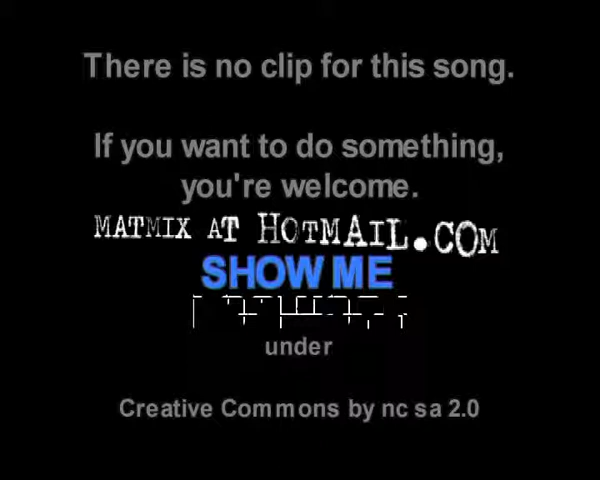 There is no clip for this song.
If you want to do something,
you're welcome.
MATMIX AT HOTMAIL.COM
SHOW ME
under
Creative Commons by nc sa 2.0